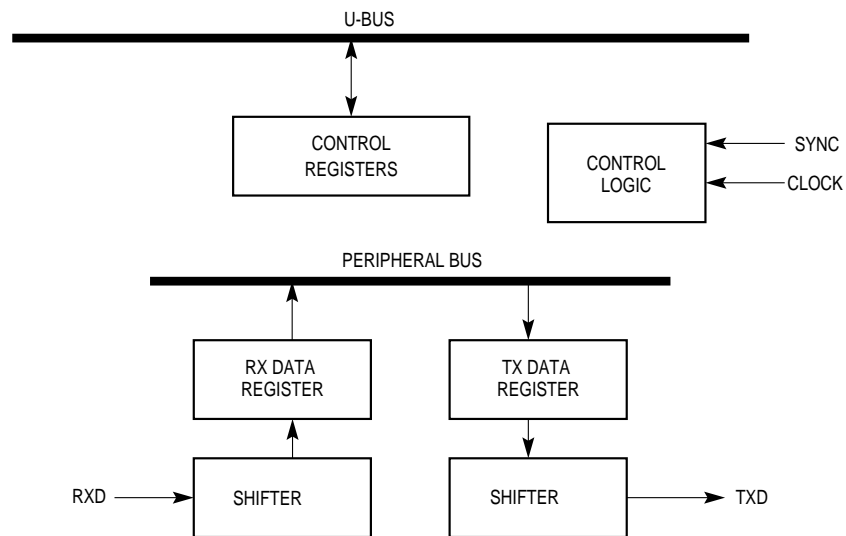 U-BUS
CONTROL
REGISTERS
CONTROL
LOGIC
SYNC
CLOCK
PERIPHERAL BUS
RX DATA
REGISTER
TX DATA
REGISTER
RXD
SHIFTER
SHIFTER
TXD